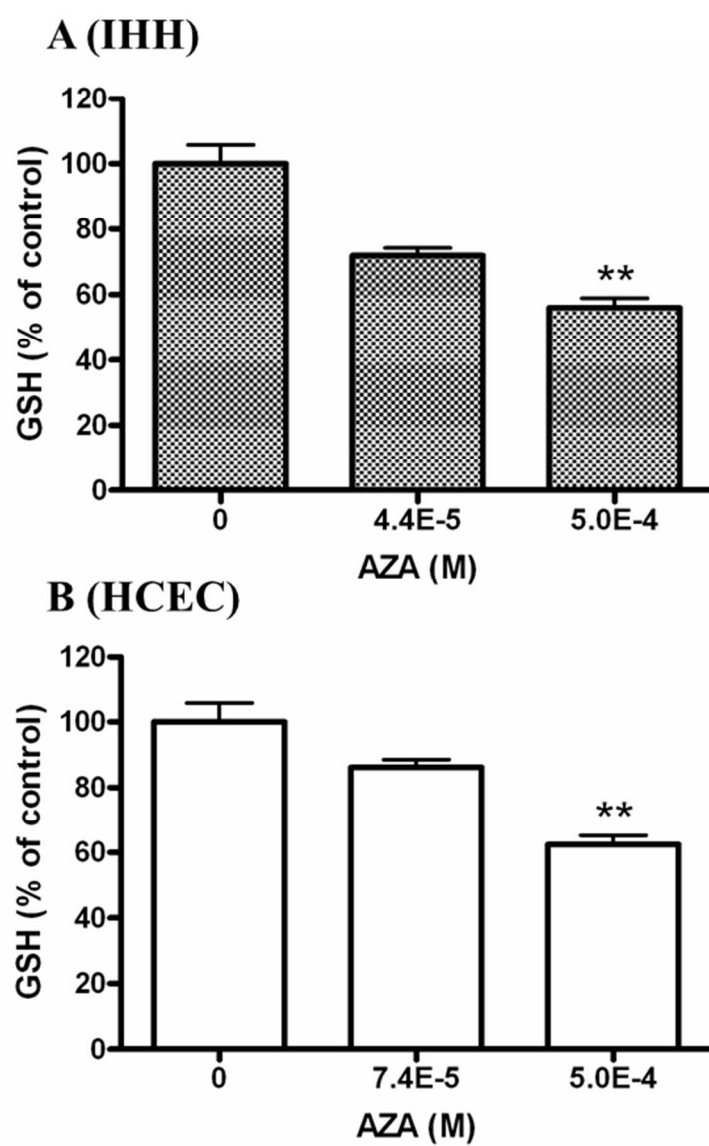 A (IHH)
120
100
80
60
40
20
0
GSH (% of control)
**
0 4.4E-5 5.0E-4
AZA (M)
B (HCEC)
120
100
80
60
40
20
0
GSH (% of control)
**
0 7.4E-5 5.0E-4
AZA (M)